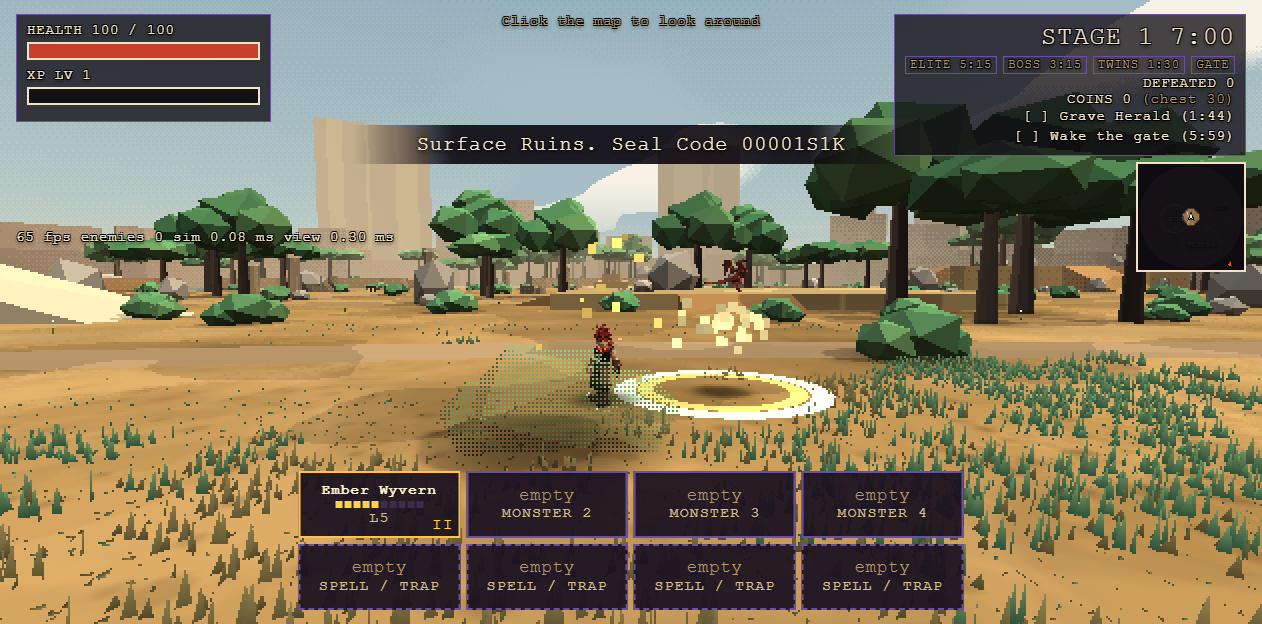 HEALTH 100 / 100
XP LV 1
Click the map to look around
STAGE 1 7:00
ELITE 5:15 BOSS 3:15 TWINS 1:30 GATE
DEFEATED 0
COINS 0 (chest 30)
[ ] Grave Herald (1:44)
[ ] Wake the gate (5:59)
Surface Ruins. Seal Code 00001S1K
65 fps enemies 0 sim 0.08 ms view 0.30 ms
Ember Wyvern
L5
II
empty
MONSTER 2
empty
MONSTER 3
empty
MONSTER 4
empty
SPELL / TRAP
empty
SPELL / TRAP
empty
SPELL / TRAP
empty
SPELL / TRAP